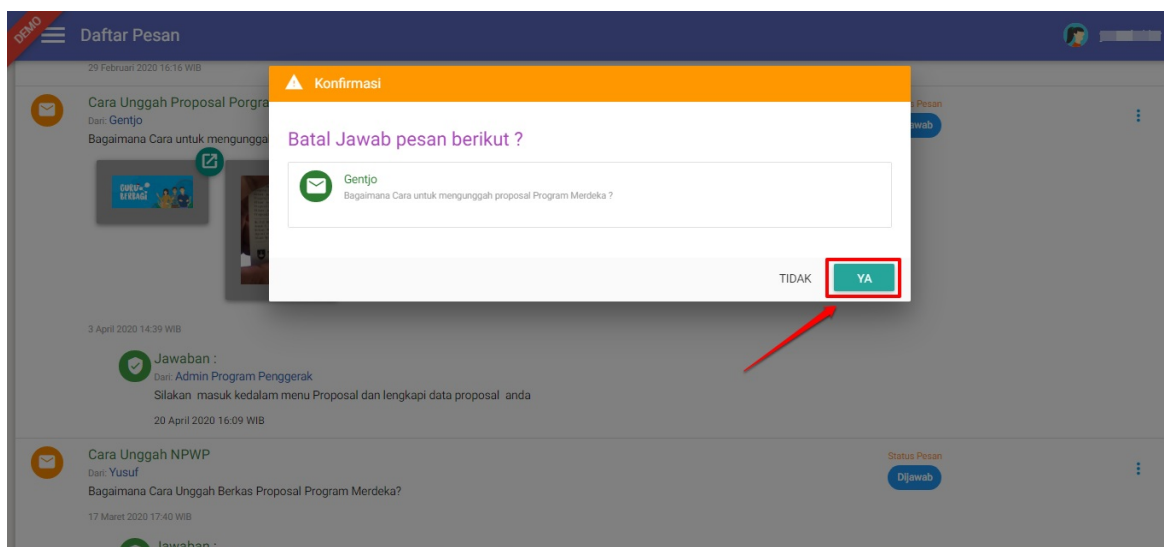 DEMO
Daftar Pesan
29 Februari 2020 16:16 WIB
Konfirmasi
Cara Unggah Proposal Porgra
Dari: Gentjo
Bagaimana Cara untuk mengungga
Pesan
Batal Jawab pesan berikut ?
GURU
BERBAGI
Gentjo
Bagaimana Cara untuk mengunggah proposal Program Merdeka ?
TIDAK
YA
3 April 2020 14:39 WIB
Jawaban :
Dari: Admin Program Penggerak
Silakan masuk kedalam menu Proposal dan lengkapi data proposal anda
20 April 2020 16:09 WIB
Cara Unggah NPWP
Dari: Yusuf
Bagaimana Cara Unggah Berkas Proposal Program Merdeka?
Status Pesan
Dijawab
17 Maret 2020 17:40 WIB
Jawaban :